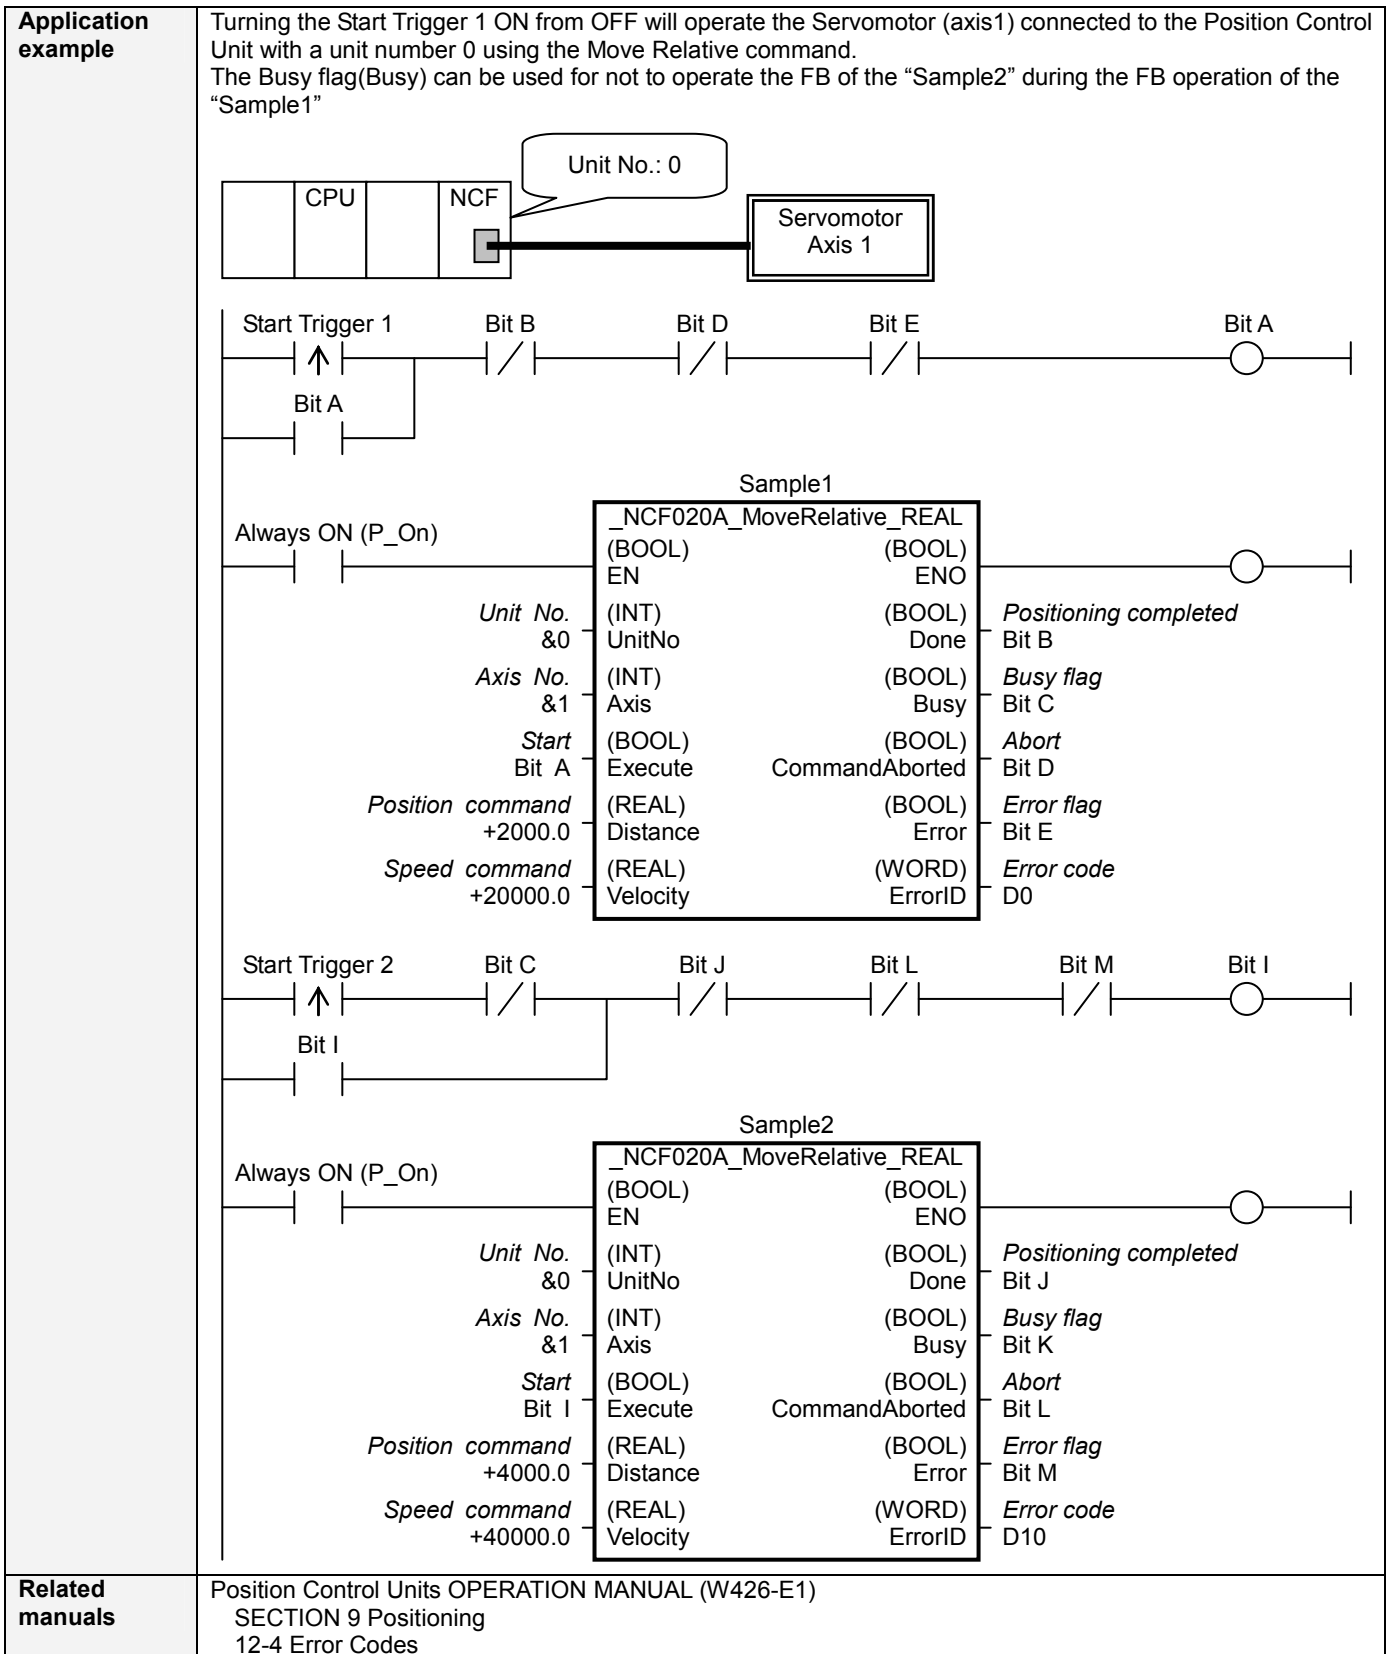 Application example
Turning the Start Trigger 1 ON from OFF will operate the Servomotor (axis1) connected to the Position Control
Unit with a unit number 0 using the Move Relative command.
The Busy flag(Busy) can be used for not to operate the FB of the “Sample2” during the FB operation of the
“Sample1”
Unit No.: 0
CPU NCF
Servomotor
Axis 1
Start Trigger 1 Bit B Bit D Bit E Bit A
Bit A
Sample1
_NCF020A_MoveRelative_REAL
Always ON (P_On)
(BOOL) (BOOL)
EN ENO
Unit No. (INT) (BOOL) Positioning completed
&0 UnitNo Done Bit B
Axis No. (INT) (BOOL) Busy flag
&1 Axis Busy Bit C
Start (BOOL) (BOOL) Abort
Bit A Execute CommandAborted Bit D
Position command (REAL) (BOOL) Error flag
+2000.0 Distance Error Bit E
Speed command (REAL) (WORD) Error code
+20000.0 Velocity ErrorID D0
Start Trigger 2 Bit C Bit J Bit L Bit M Bit I
Bit I
Sample2
_NCF020A_MoveRelative_REAL
Always ON (P_On)
(BOOL) (BOOL)
EN ENO
Unit No. (INT) (BOOL) Positioning completed
&0 UnitNo Done Bit J
Axis No. (INT) (BOOL) Busy flag
&1 Axis Busy Bit K
Start (BOOL) (BOOL) Abort
Bit I Execute CommandAborted Bit L
Position command (REAL) (BOOL) Error flag
+4000.0 Distance Error Bit M
Speed command (REAL) (WORD) Error code
+40000.0 Velocity ErrorID D10
Related manuals
Position Control Units OPERATION MANUAL (W426-E1)
SECTION 9 Positioning
12-4 Error Codes